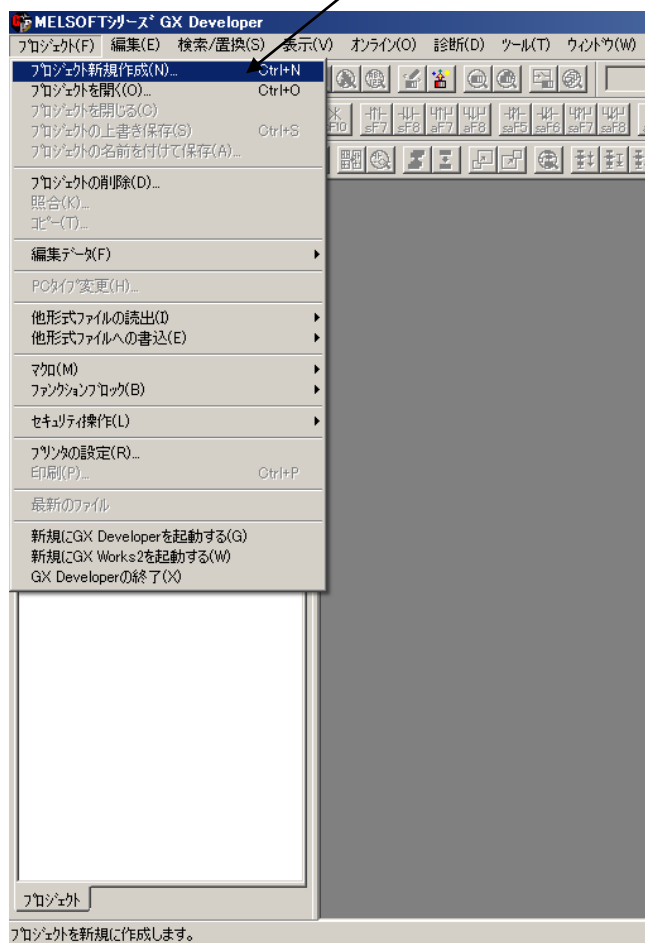 MELSOFTシリーズ GX Developer
プロジェクト(F) 編集(E) 検索/置換(S) 表示(V) オンライン(O) 診断(D) ツール(T) ウィンドウ(W)
プロジェクト新規作成(N)... Ctrl+N
プロジェクトを開く(O)... Ctrl+O
プロジェクトを閉じる(C)
プロジェクトの上書き保存(S) Ctrl+S
プロジェクトの名前を付けて保存(A)...
F10 sF7 sF8 aF7 aF8 saF5 saF6 saF7 saF8
プロジェクトの削除(D)...
照合(K)...
コピー(T)...
編集データ(F)
PCタイプ変更(H)...
他形式ファイルの読出(I)
他形式ファイルへの書込(E)
マクロ(M)
ファンクションブロック(B)
セキュリティ操作(L)
プリンタの設定(R)...
印刷(P)... Ctrl+P
最新のファイル
新規にGX Developerを起動する(G)
新規にGX Works2を起動する(W)
GX Developerの終了(X)
プロジェクト
プロジェクトを新規に作成します。